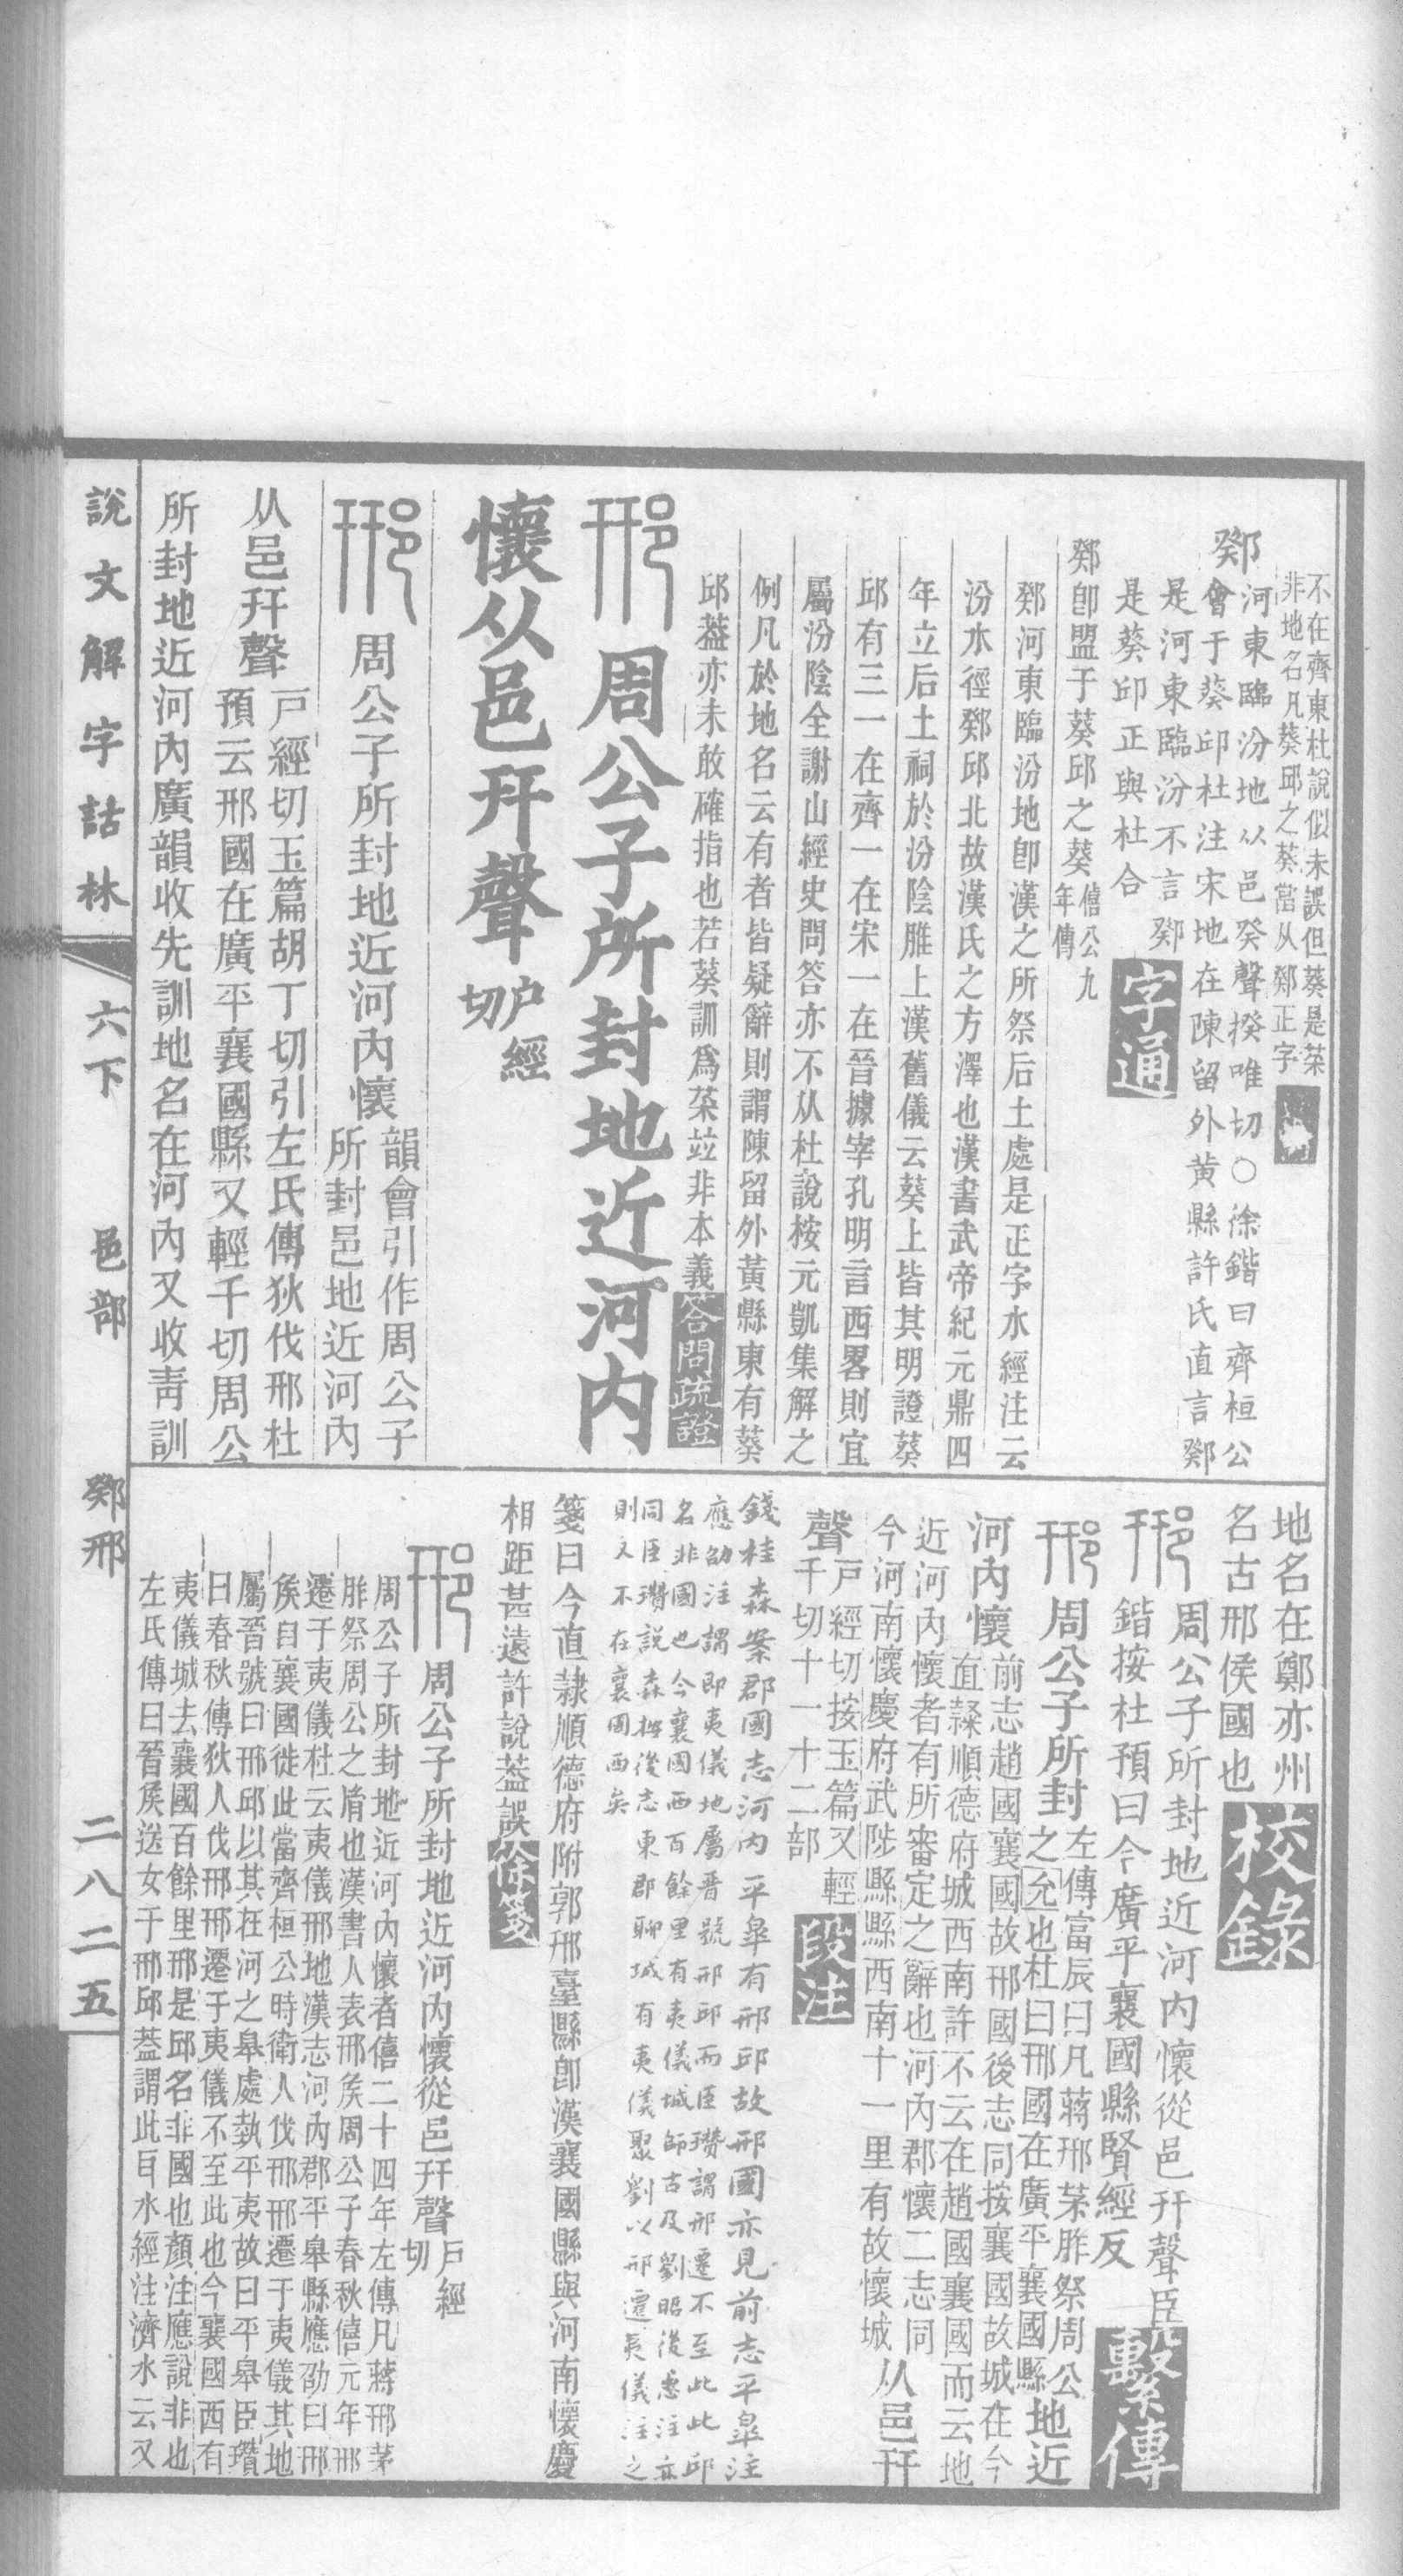 不在齊東杜說似未誤但葵是菜
非地名凡葵邱之葵當从鄈正字
鄈河東臨汾地从邑癸聲揆唯切○徐鍇曰齊桓公
會于葵邱杜注宋地在陳留外黃縣許氏直言鄈
是河東臨汾不言鄈
是葵邱正與杜合 字通
鄈卽盟于葵邱之葵僖公九年傳
鄈河東臨汾地卽漢之所祭后土處是正字水經注云
汾水徑鄈邱北故漢氏之方澤也漢書武帝紀元鼎四
年立后土祠於汾陰脽上漢舊儀云葵上皆其明證葵
邱有三一在齊一在宋一在晉據宰孔明言西畧則宜
屬汾陰全謝山經史問答亦不从杜說桉元凱集解之
例凡於地名云有者皆疑辭則謂陳留外黃縣東有葵
邱葢亦未敢確指也若葵訓爲菜竝非本義 答問疏證
邢周公子所封地近河內
懷从邑幵聲戶經切
邢周公子所封地近河內懷韻會引作周公子
所封邑地近河內
从邑幵聲戶經切玉篇胡丁切引左氏傳狄伐邢杜
預云邢國在廣平襄國縣又輕千切周公
所封地近河內廣韻收先訓地名在河內又收靑訓
地名在鄭亦州
名古邢侯國也 校錄
邢周公子所封地近河內懷從邑幵聲臣
鍇按杜預曰今廣平襄國縣賢經反 繫傳
邢周公子所封左傳富辰曰凡蔣邢茅胙祭周公
之允也杜曰邢國在廣平襄國縣地近
河內懷前志趙國襄國故邢國後志同按襄國故城在今
直隸順德府城西南許不云在趙國襄國而云地
近河內懷者有所審定之辭也河內郡懷二志同
今河南懷慶府武陟縣縣西南十一里有故懷城从邑幵
聲戶經切按玉篇又輕
千切十一十二部 段注
錢桂森案郡國志河內平臯有邢邱故邢國亦見前志平臯注
應劭注謂卽夷儀地屬晉號邢邱而臣瓚謂邢遷不至此此邱
名非國也今襄國西百餘里有夷儀城師古及劉昭後志注亦
同臣瓚說森桉後志東郡聊城有夷儀聚劉以邢遷夷儀注之
則又不在襄國西矣
箋曰今直隷順德府附郭邢臺縣卽漢襄國縣與河南懷慶
相距甚遠許說葢誤 徐箋
邢周公子所封地近河內懷從邑幵聲戶經切
周公子所封地近河內懷者僖二十四年左傳凡蔣邢茅
胙祭周公之胤也漢書人表邢矦周公子春秋僖元年邢
遷于夷儀杜云夷儀邢地漢志河內郡平臯縣應劭曰邢
矦自襄國徙此當齊桓公時衞人伐邢邢遷于夷儀其地
屬晉號曰邢邱以其在河之臯處埶平夷故曰平臯臣瓚
曰春秋傳狄人伐邢邢遷于夷儀不至此也今襄國西有
夷儀城去襄國百餘里邢是邱名非國也顏注應說非也
左氏傳曰晉矦送女于邢邱葢謂此耳水經注濟水云又
說文解字詁林 六下 邑部 鄈邢 二八二五